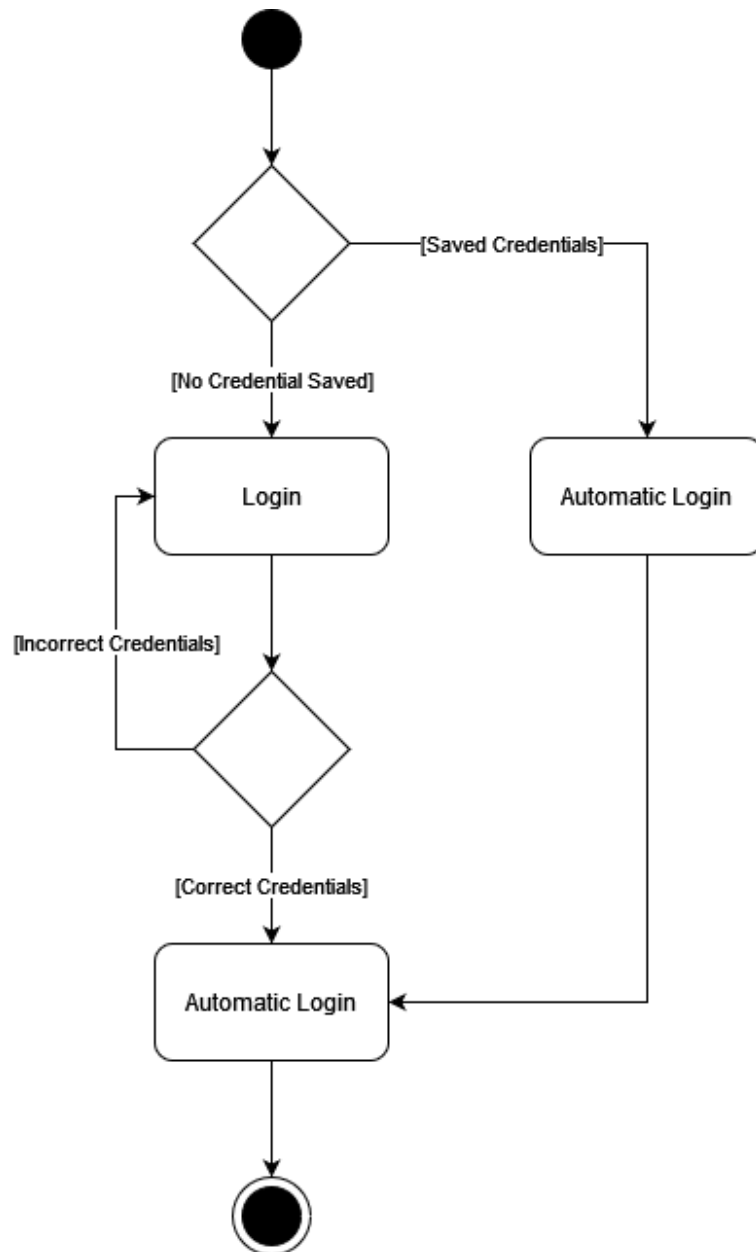 [Saved Credentials]
[No Credential Saved]
Login
Automatic Login
[Incorrect Credentials]
[Correct Credentials]
Automatic Login